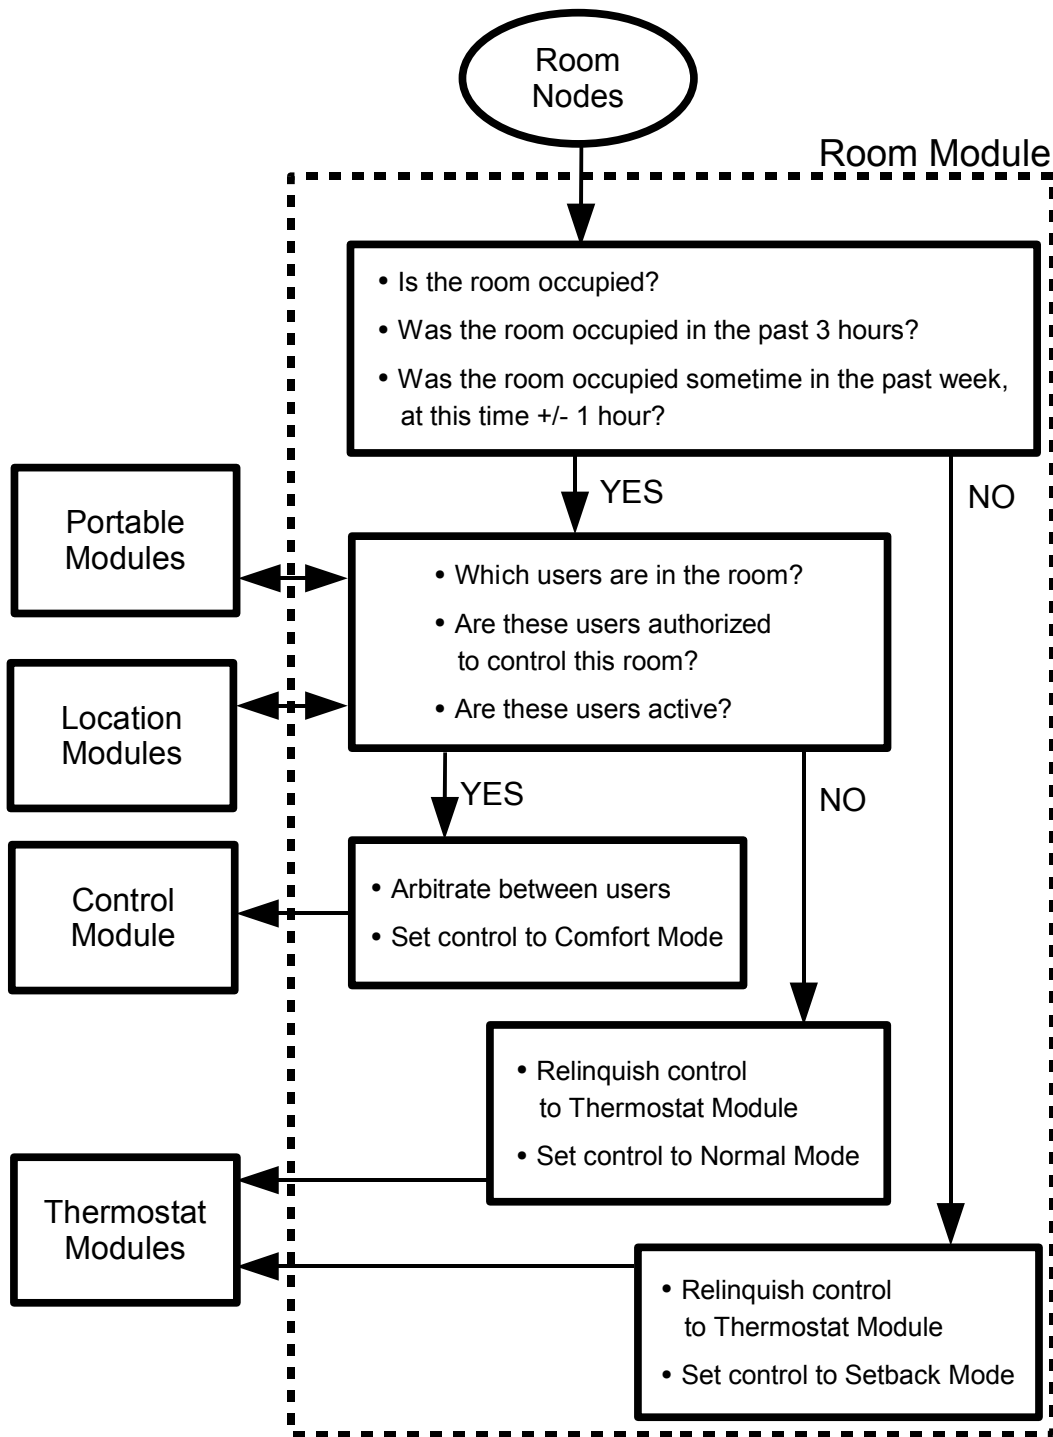 Room
Nodes
Room Module
• Is the room occupied?
• Was the room occupied in the past 3 hours?
• Was the room occupied sometime in the past week,
at this time +/- 1 hour?
YES
NO
Portable
Modules
• Which users are in the room?
• Are these users authorized
to control this room?
• Are these users active?
Location
Modules
YES
NO
Control
Module
• Arbitrate between users
• Set control to Comfort Mode
• Relinquish control
to Thermostat Module
• Set control to Normal Mode
Thermostat
Modules
• Relinquish control
to Thermostat Module
• Set control to Setback Mode